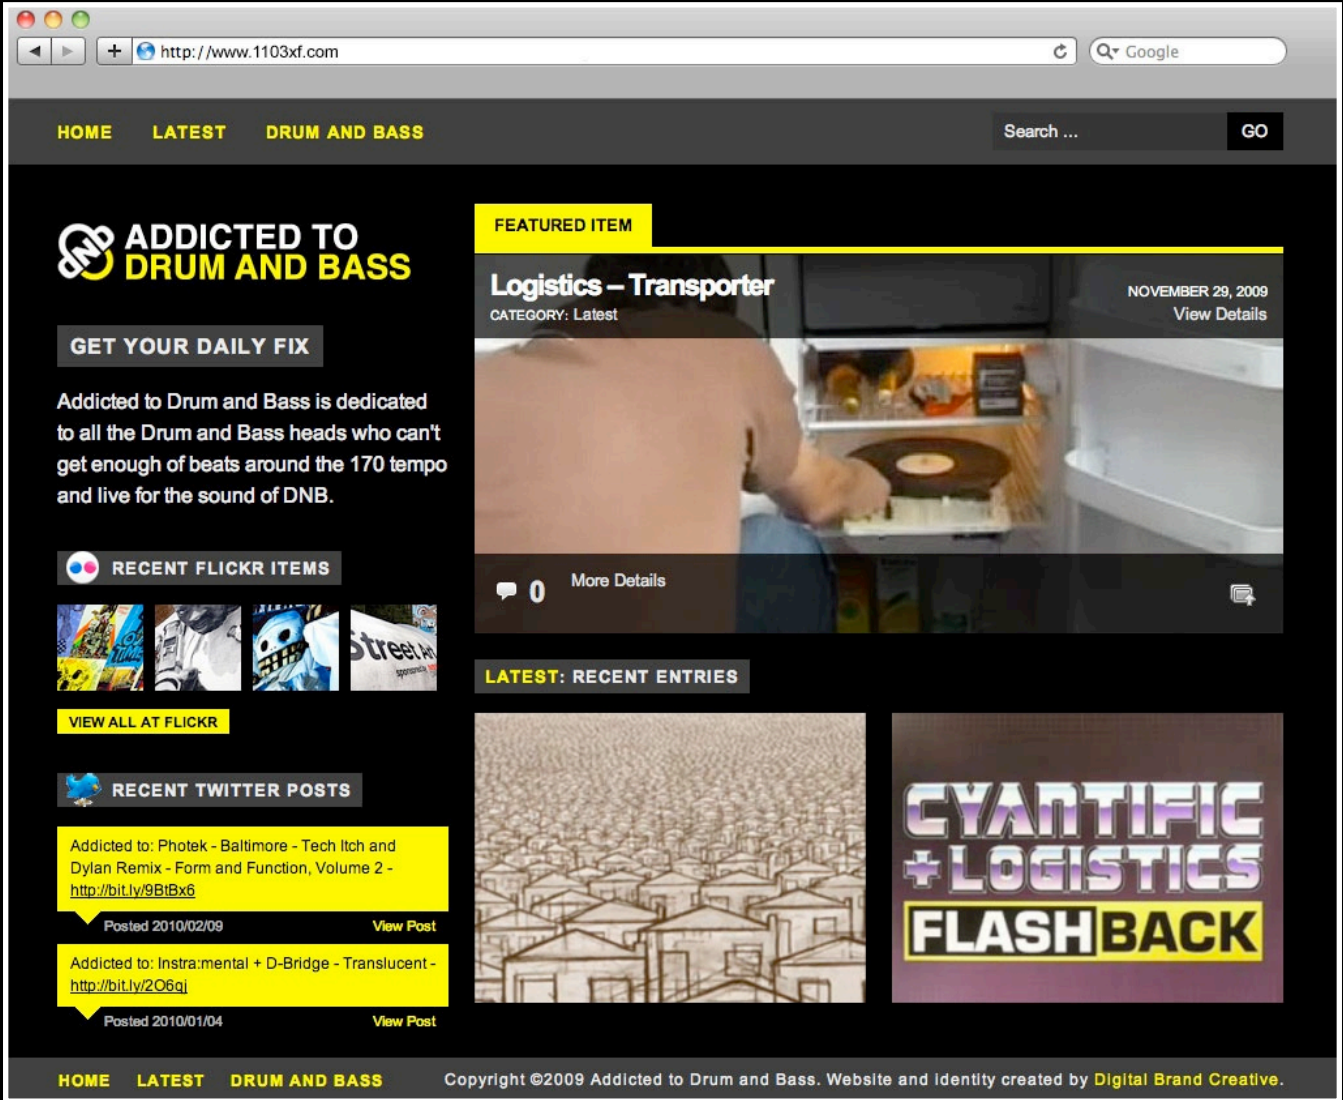 http://www.1103xf.com
Google
HOME LATEST DRUM AND BASS
Search ... GO
ADDICTED TO
DRUM AND BASS
GET YOUR DAILY FIX
Addicted to Drum and Bass is dedicated
to all the Drum and Bass heads who can't
get enough of beats around the 170 tempo
and live for the sound of DNB.
RECENT FLICKR ITEMS
Street Ar
sponsored by
VIEW ALL AT FLICKR
RECENT TWITTER POSTS
Addicted to: Photek - Baltimore - Tech Itch and
Dylan Remix - Form and Function, Volume 2 -
http://bit.ly/9BtBx6
Posted 2010/02/09 View Post
Addicted to: Instra:mental + D-Bridge - Translucent -
http://bit.ly/2O6qj
Posted 2010/01/04 View Post
FEATURED ITEM
Logistics – Transporter
NOVEMBER 29, 2009
CATEGORY: Latest
View Details
0 More Details
LATEST: RECENT ENTRIES
CYANTIFIC
+ LOGISTICS
FLASHBACK
HOME LATEST DRUM AND BASS
Copyright ©2009 Addicted to Drum and Bass. Website and identity created by Digital Brand Creative.